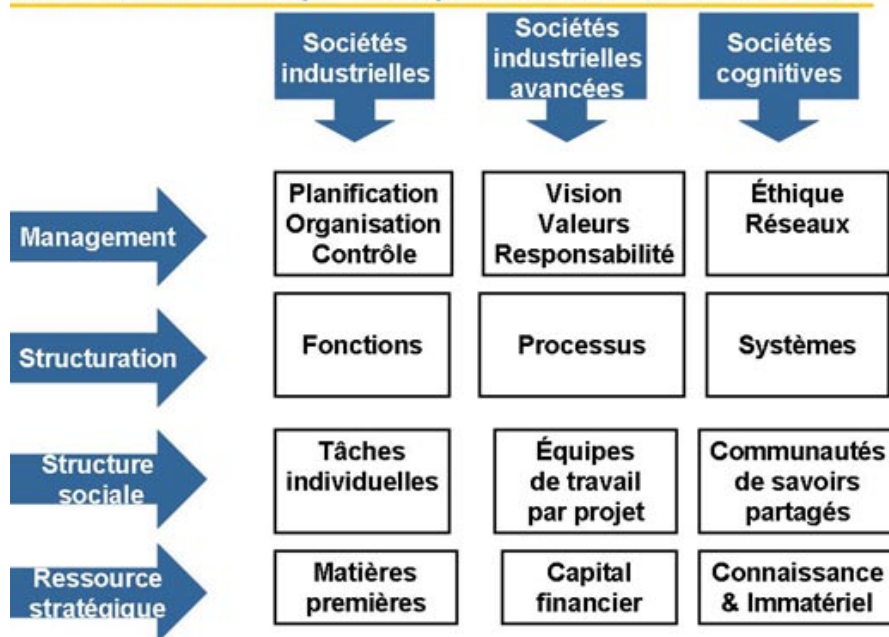 Sociétés
industrielles
Sociétés
industrielles
avancées
Sociétés
cognitives
Management
Planification
Organisation
Contrôle
Vision
Valeurs
Responsabilité
Éthique
Réseaux
Structuration
Fonctions
Processus
Systèmes
Structure
sociale
Tâches
individuelles
Équipes
de travail
par projet
Communautés
de savoirs
partagés
Ressource
stratégique
Matières
premières
Capital
financier
Connaissance
& Immatériel